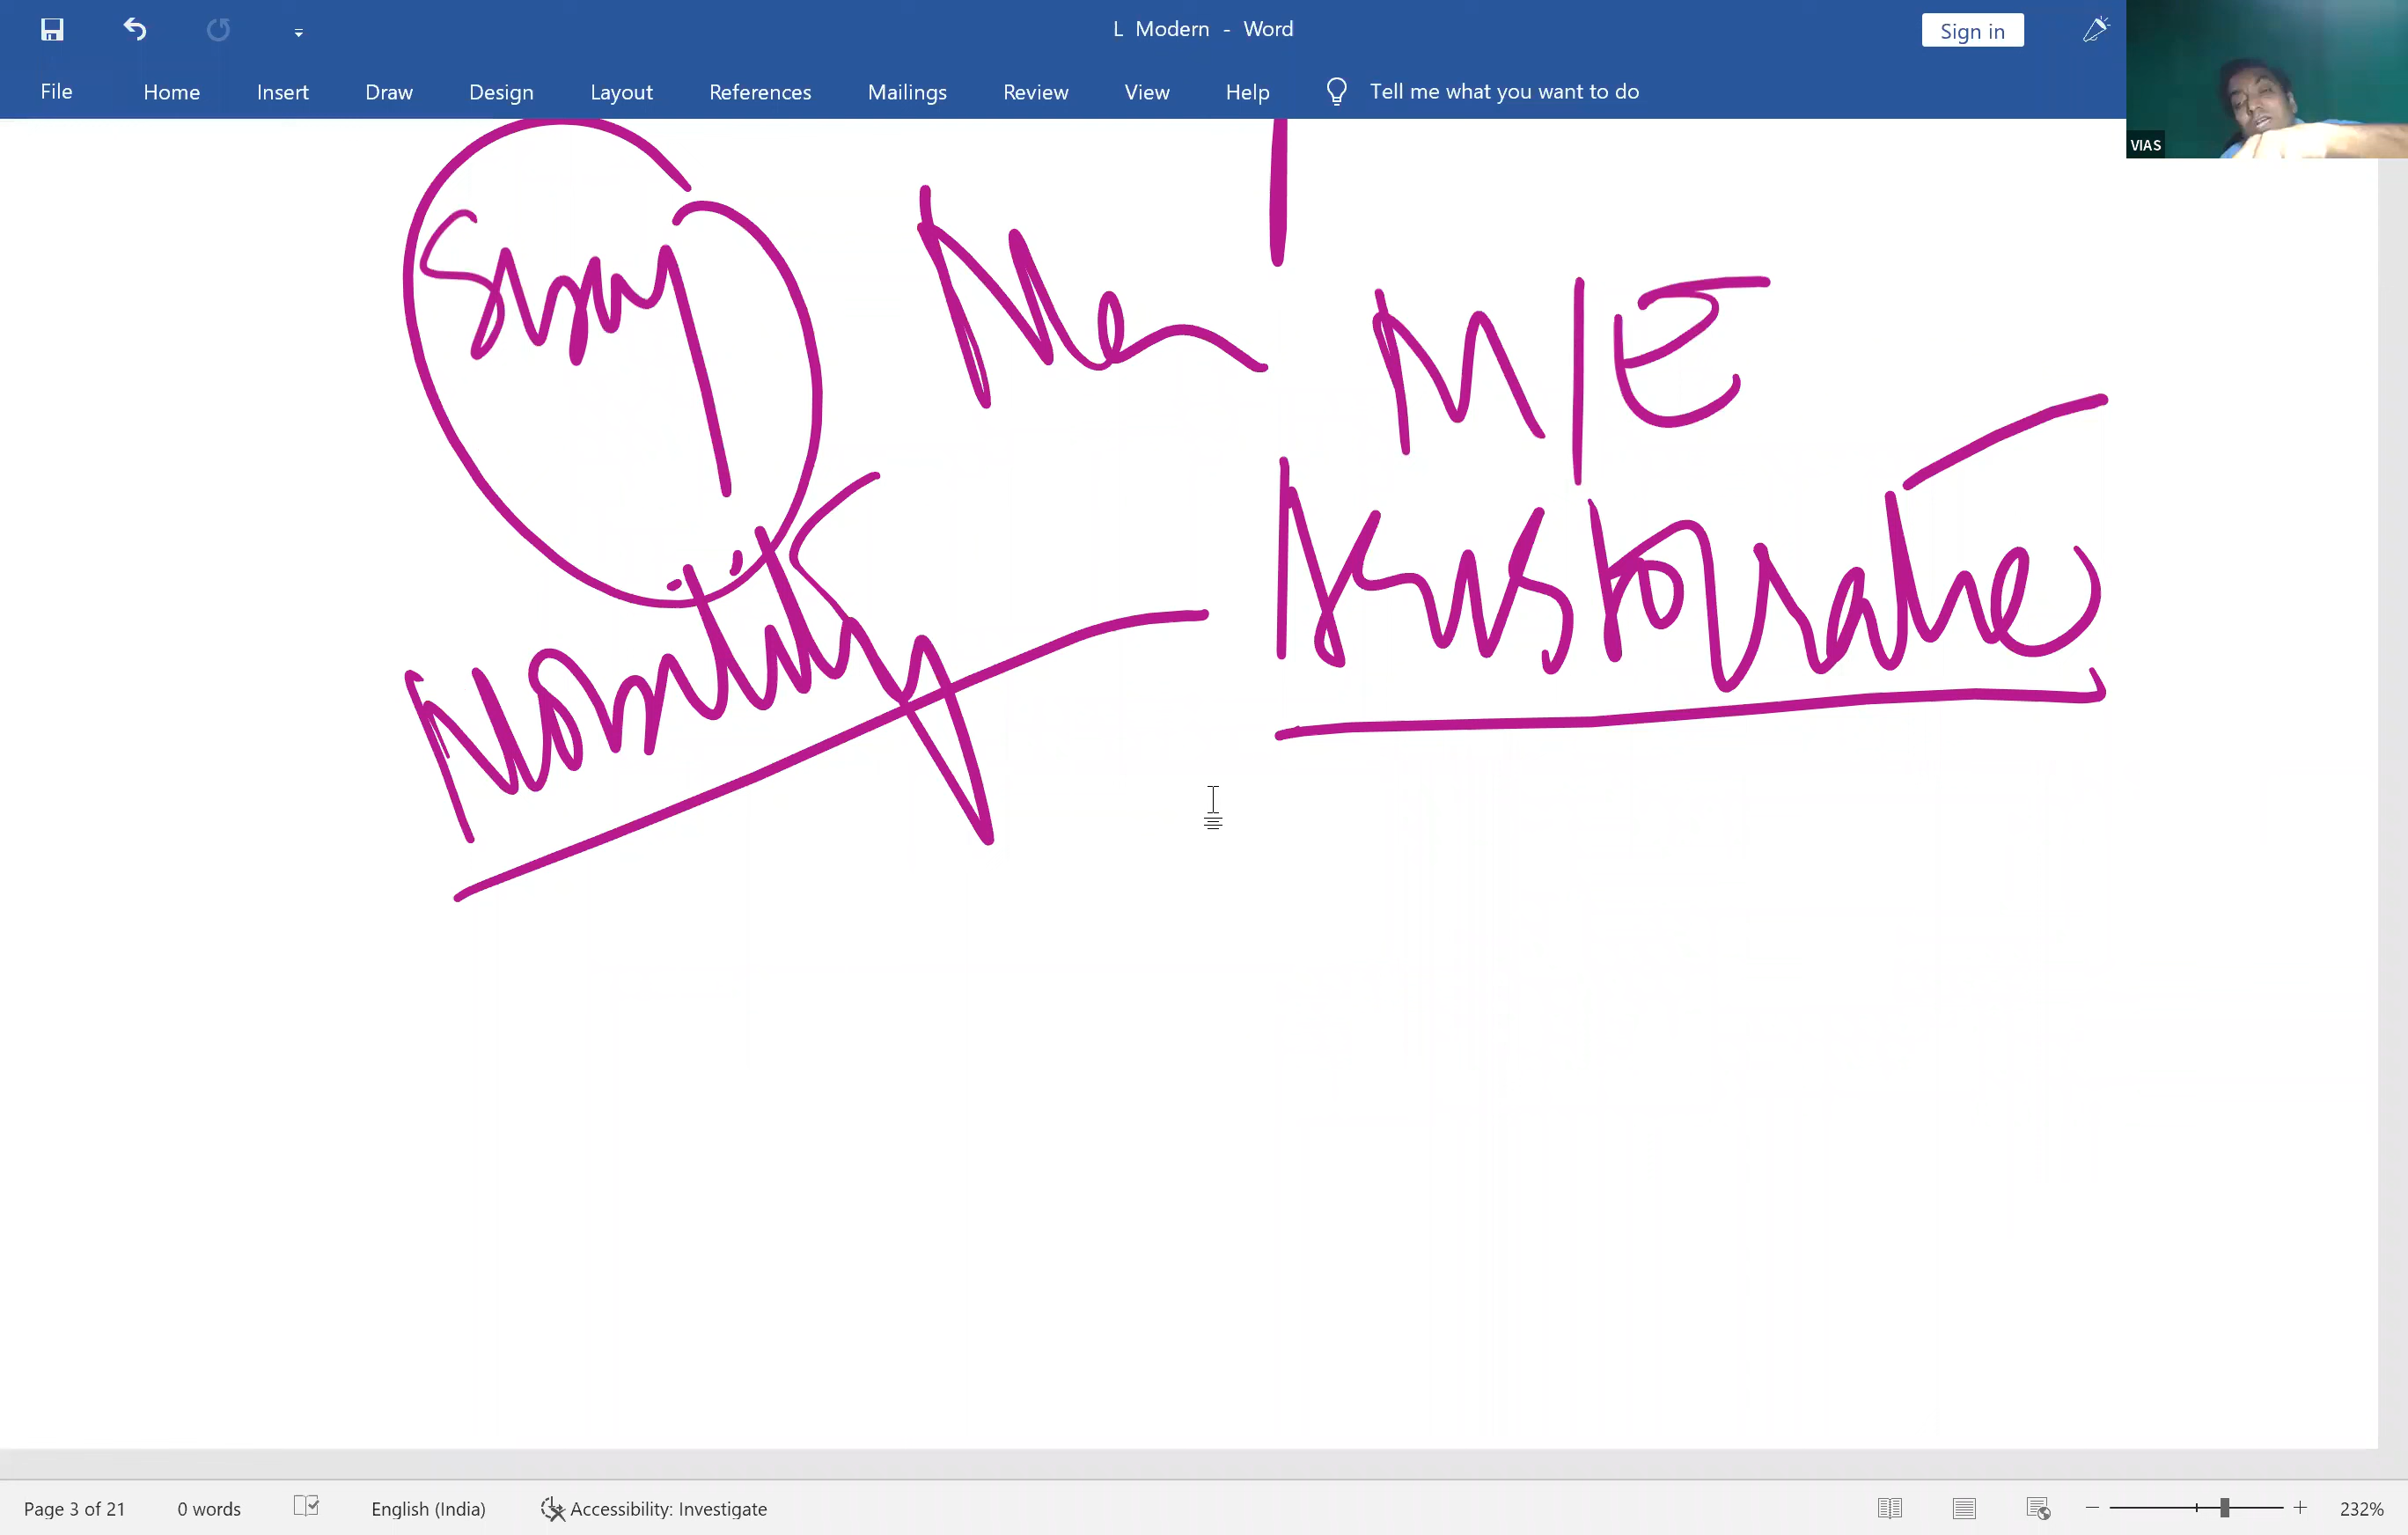 L Modern - Word
Sign in
File Home Insert Draw Design Layout References Mailings Review View Help Tell me what you want to do
VIAS
M/E
Nobility
Page 3 of 21 0 words English (India) Accessibility: Investigate 232%